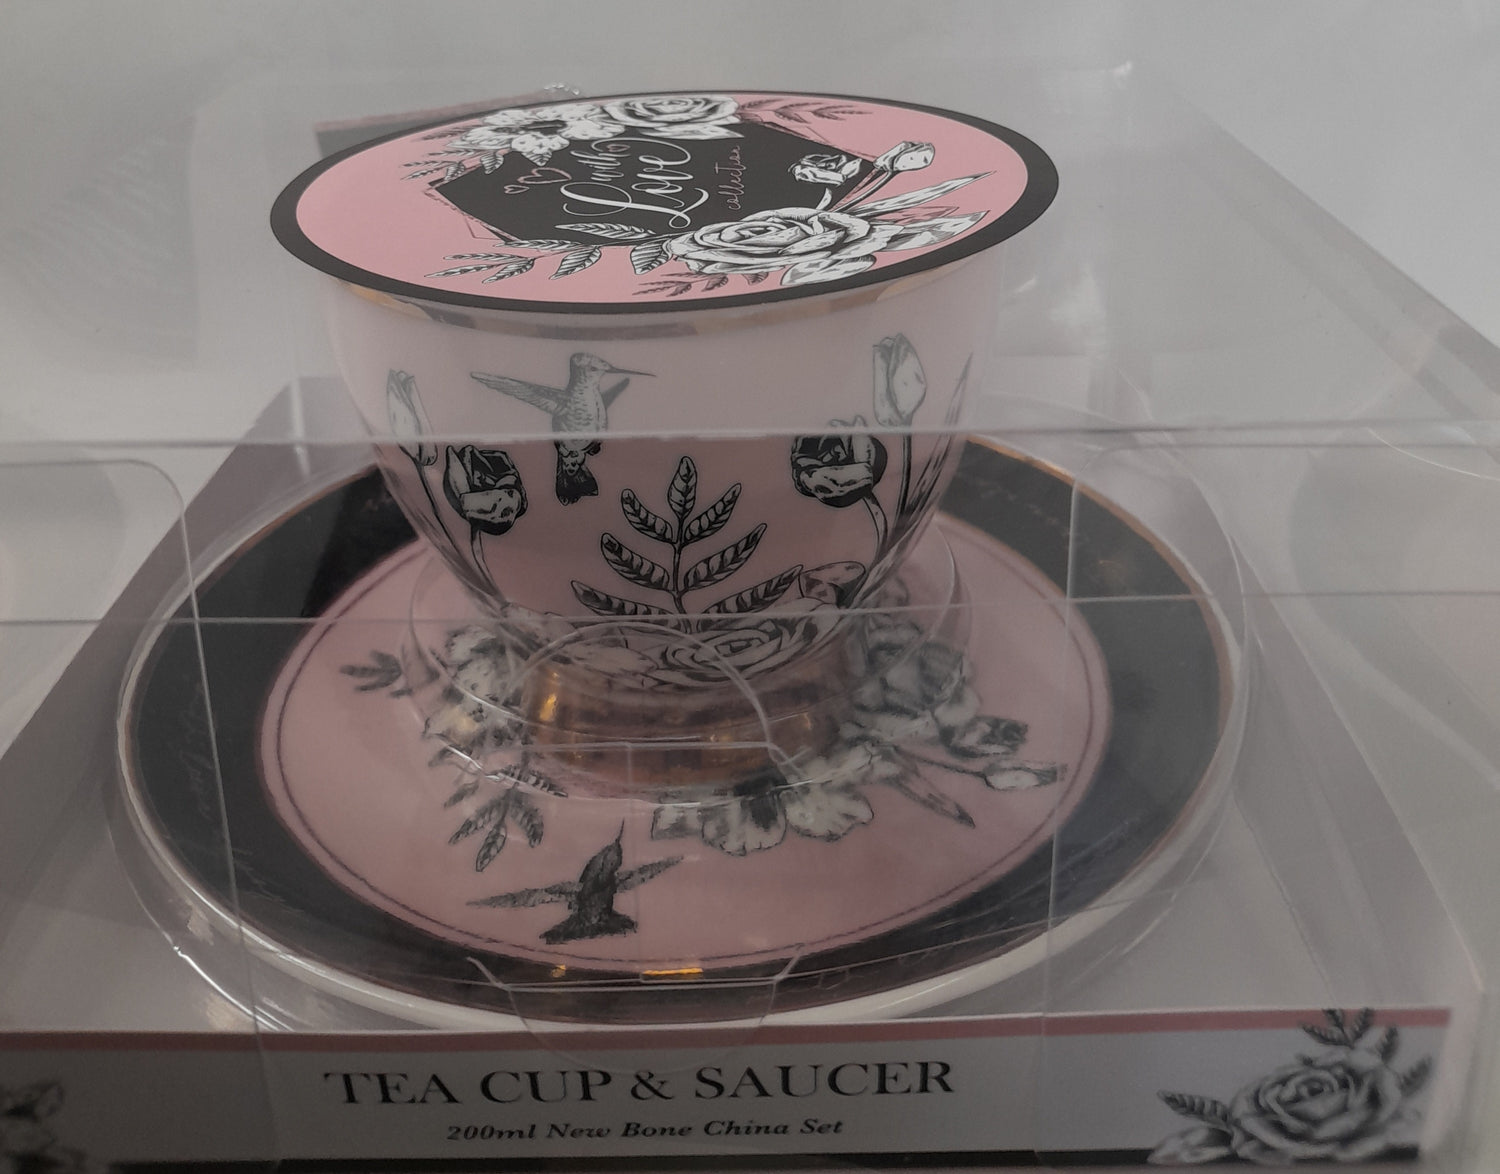 with
Love
collection
TEA CUP & SAUCER
200ml New Bone China Set